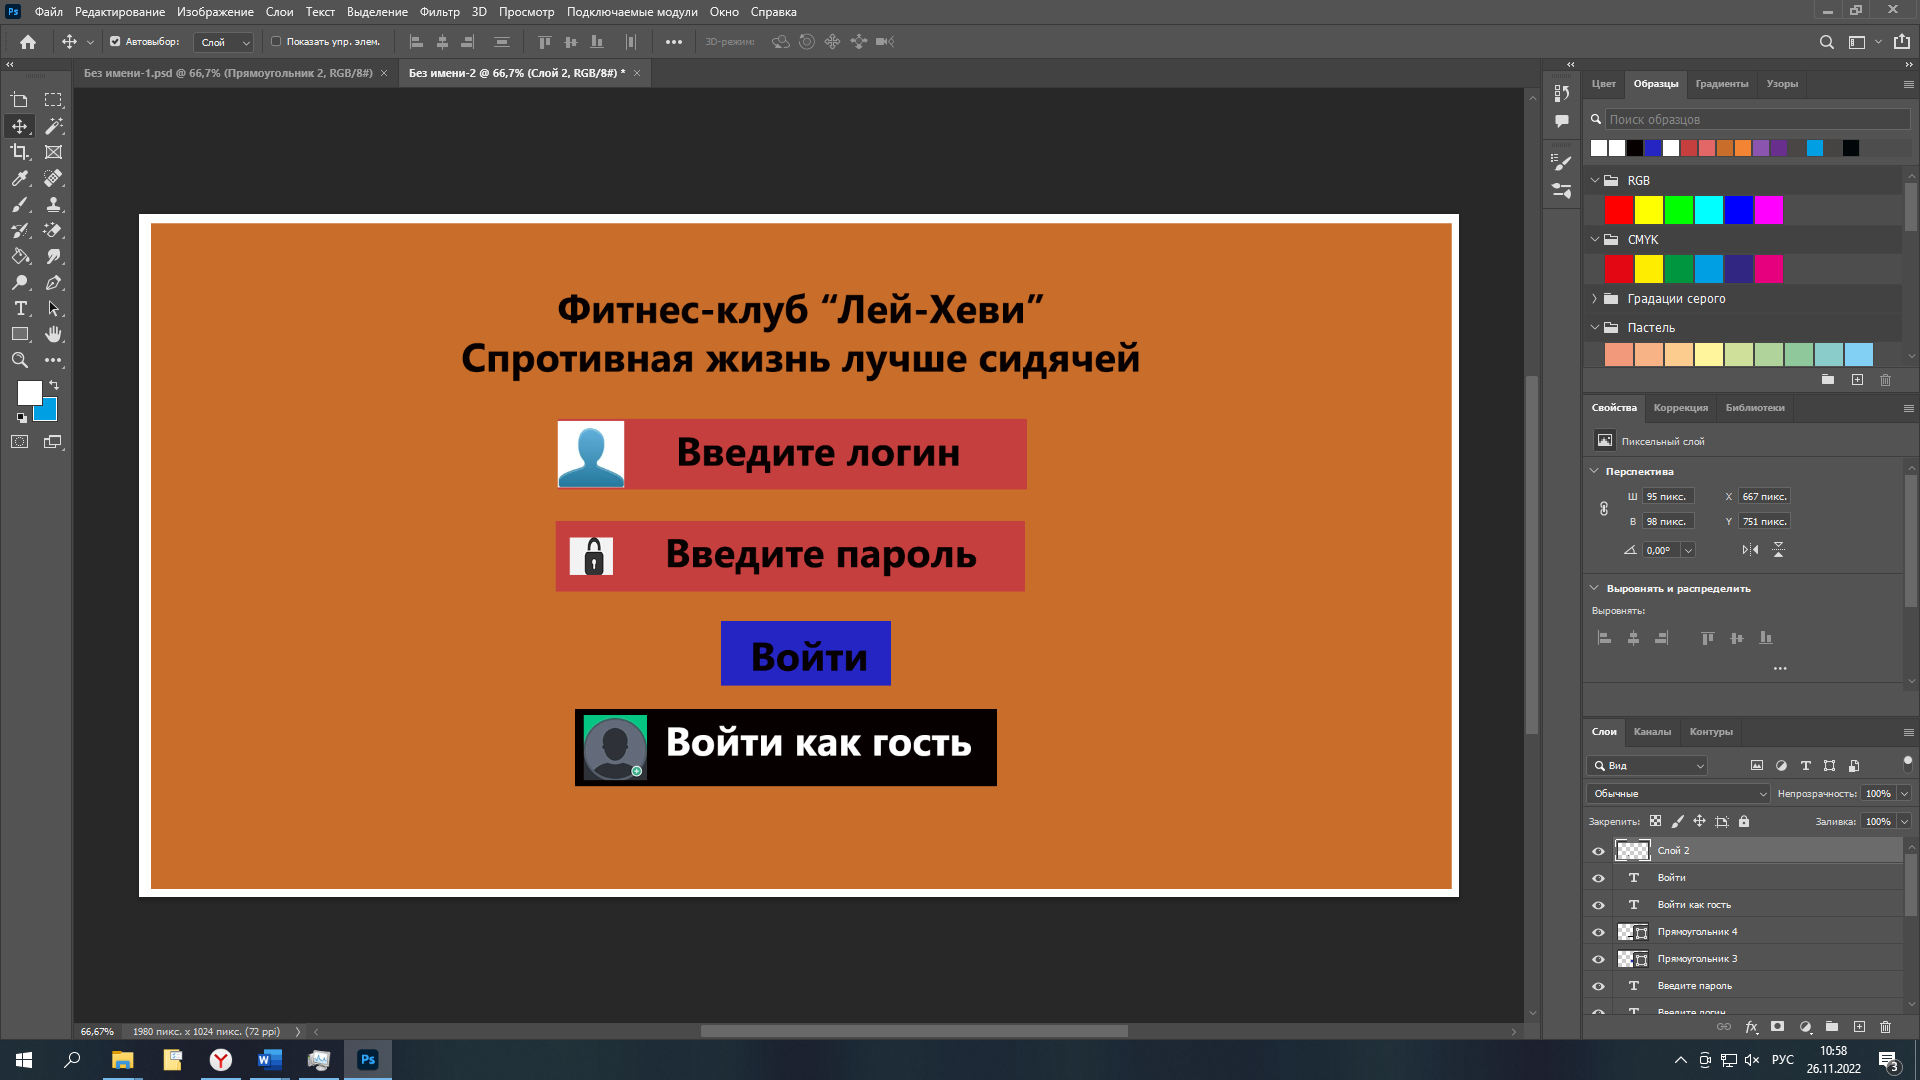 Ps Файл Редактирование Изображение Слои Текст Выделение Фильтр 3D Просмотр Подключаемые модули Окно Справка
Автовыбор: Слой Показать упр. элем. 3D-режим:
Без имени-1.psd @ 66,7% (Прямоугольник 2, RGB/8#) × Без имени-2 @ 66,7% (Слой 2, RGB/8#) * ×
Цвет Образцы Градиенты Узоры
Поиск образцов
RGB
CMYK
Градации серого
Пастель
Фитнес-клуб “Лей-Хеви”
Спротивная жизнь лучше сидячей
Введите логин
Введите пароль
Войти
Войти как гость
Свойства Коррекция Библиотеки
Пиксельный слой
Перспектива
Ш 95 пикс. X 667 пикс.
В 98 пикс. Y 751 пикс.
0,00°
Выровнять и распределить
Выровнять:
Слои Каналы Контуры
Вид
Обычные Непрозрачность: 100%
Закрепить: Заливка: 100%
Слой 2
Войти
Войти как гость
Прямоугольник 4
Прямоугольник 3
Введите пароль
Введите логин
66,67% 1980 пикс. x 1024 пикс. (72 ppi)
РУС 10:58
26.11.2022
3